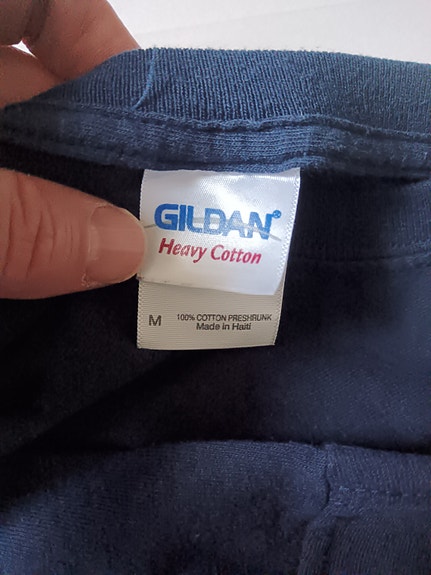 GILDAN®
Heavy Cotton
M 100% COTTON PRESHRUNK
Made in Haiti